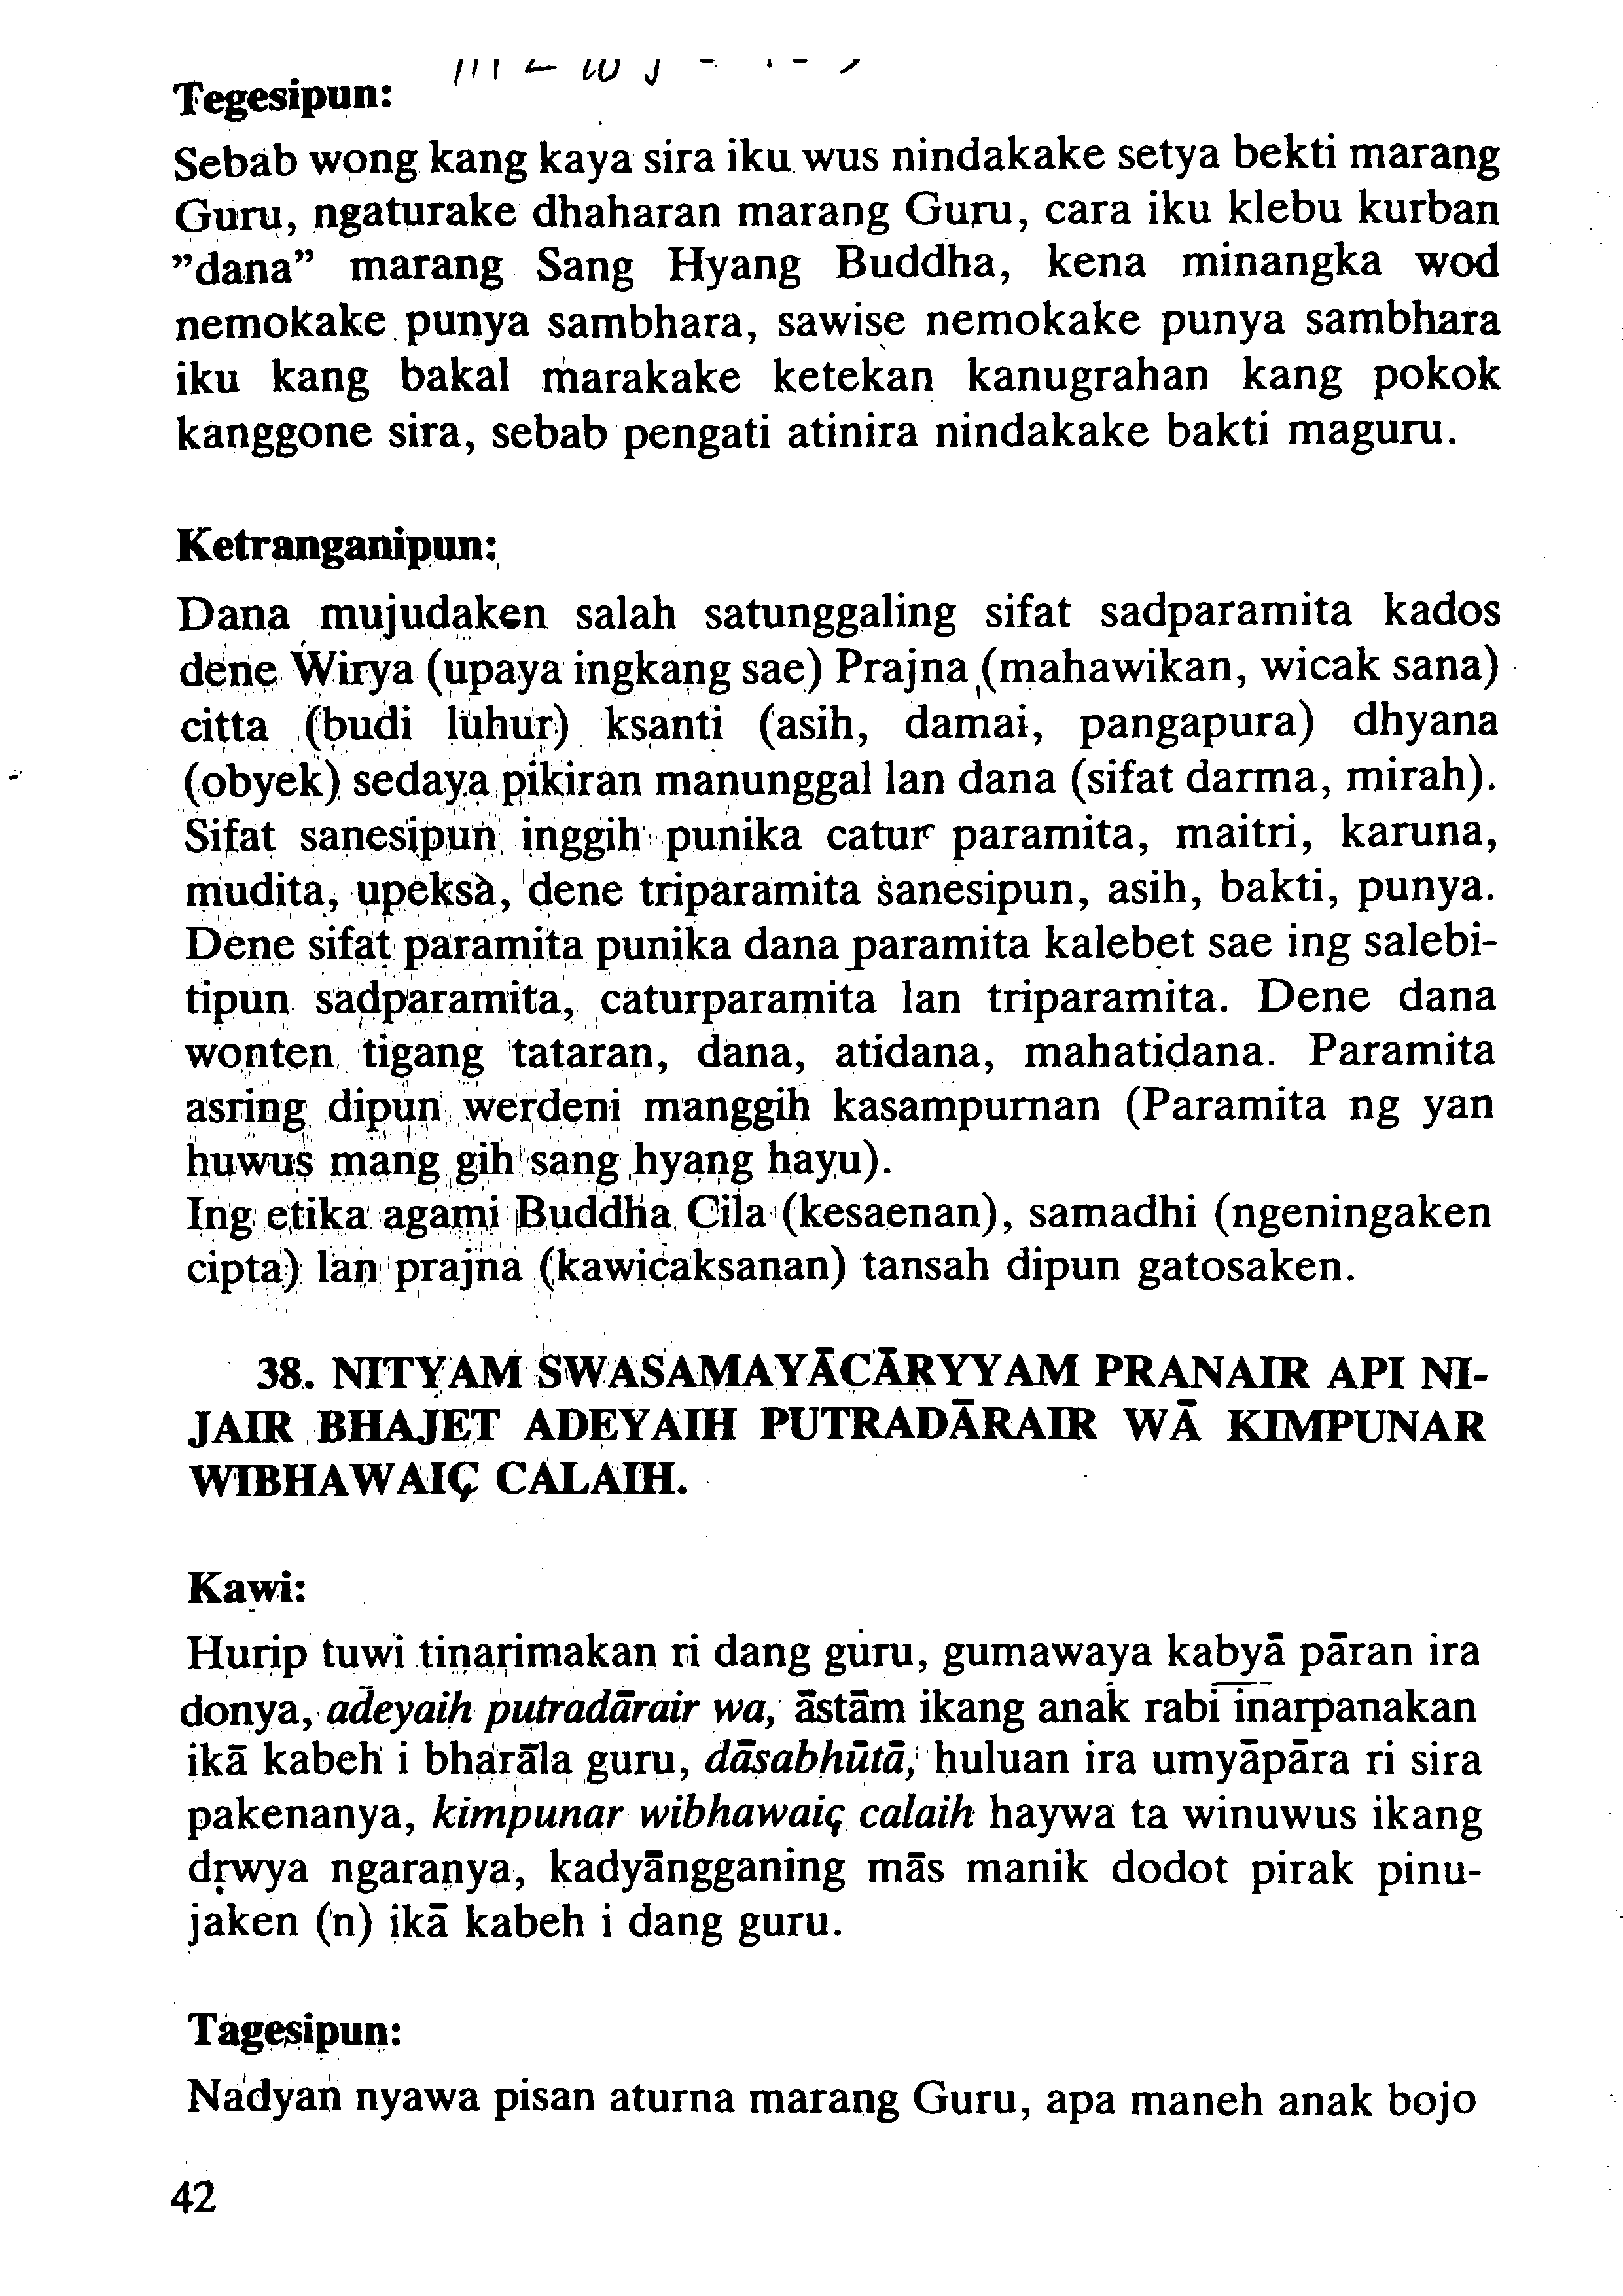 Tegesipun:
Sebab wong kang kaya sira iku wus nindakake setya bekti marang
Guru, ngaturake dhaharan marang Guru, cara iku klebu kurban
”dana” marang Sang Hyang Buddha, kena minangka wod
nemokake punya sambhara, sawise nemokake punya sambhara
iku kang bakal marakake ketekan kanugrahan kang pokok
kanggone sira, sebab pengati atinira nindakake bakti maguru.
Ketranganipun:
Dana mujudaken salah satunggaling sifat sadparamita kados
dene Wirya (upaya ingkang sae) Prajna (mahawikan, wicak sana)
citta (budi luhur) ksanti (asih, damai, pangapura) dhyana
(obyek) sedaya pikiran manunggal lan dana (sifat darma, mirah).
Sifat sanesipun inggih punika catur paramita, maitri, karuna,
mudita, upeksa, dene triparamita sanesipun, asih, bakti, punya.
Dene sifat paramita punika dana paramita kalebet sae ing salebi-
tipun sadparamita, caturparamita lan triparamita. Dene dana
wonten tigang tataran, dana, atidana, mahatidana. Paramita
asring dipun werdeni manggih kasampurnan (Paramita ng yan
huwus mang gih sang hyang hayu).
Ing etika agami Buddha Cila (kesaenan), samadhi (ngeningaken
cipta) lan prajna (kawicaksanan) tansah dipun gatosaken.
38. NITYAM SWASAMAYĀCĀRYYAM PRANAIR API NI-
JAIR BHAJET ADEYAIH PUTRADĀRAIR WĀ KIMPUNAR
WIBHAWAIÇ CALAIH.
Kawi:
Hurip tuwi tinarimakan ri dang guru, gumawaya kabyā pāran ira
donya, adeyaih putradārair wa, āstām ikang anak rabi inarpanakan
ikā kabeh i bharāla guru, dāsabhūtā, huluan ira umyāpāra ri sira
pakenanya, kimpunar wibhawaiç calaih haywa ta winuwus ikang
dṛwya ngaranya, kadyāngganing mās manik dodot pirak pinu-
jaken (n) ikā kabeh i dang guru.
Tagesipun:
Nadyan nyawa pisan aturna marang Guru, apa maneh anak bojo
42